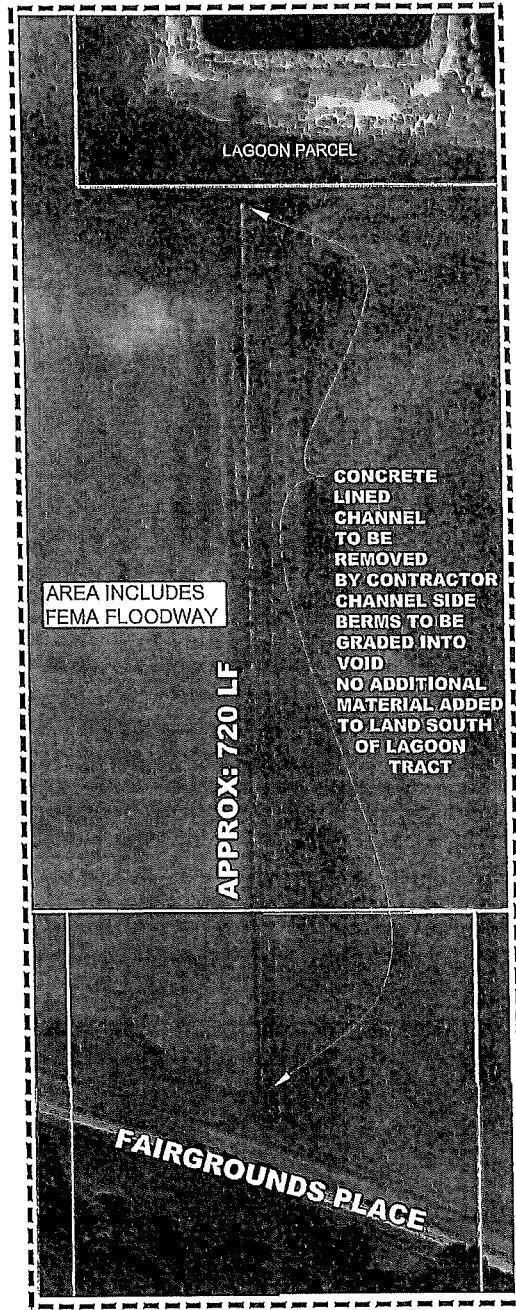 LAGOON PARCEL
CONCRETE
LINED
CHANNEL
TO BE
REMOVED
BY CONTRACTOR
CHANNEL SIDE
BERMS TO BE
GRADED INTO
VOID
NO ADDITIONAL
MATERIAL ADDED
TO LAND SOUTH
OF LAGOON
TRACT
AREA INCLUDES
FEMA FLOODWAY
APPROX: 720 LF
FAIRGROUNDS PLACE